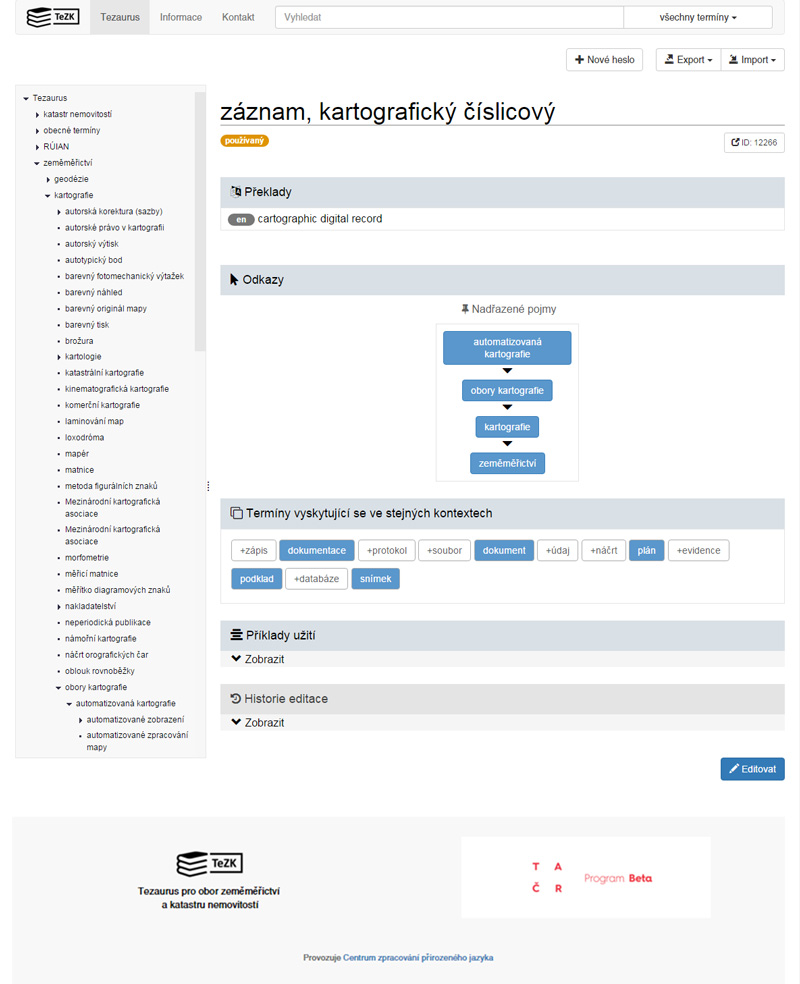 TeZK
Tezaurus
Informace
Kontakt
Vyhledat
všechny termíny
Nové heslo
Export
Import
Tezaurus
katastr nemovitostí
obecné termíny
RÚIAN
zeměměřictví
geodézie
kartografie
autorská korektura (sazby)
autorské právo v kartografii
autorský výtisk
autotypický bod
barevný fotomechanický výtažek
barevný náhled
barevný originál mapy
barevný tisk
brožura
kartologie
katastrální kartografie
kinematografická kartografie
komerční kartografie
laminování map
loxodróma
mapér
matnice
metoda figurálních znaků
Mezinárodní kartografická
asociace
Mezinárodní kartografická
asociace
morfometrie
měřicí matnice
měřítko diagramových znaků
nakladatelství
neperiodická publikace
námořní kartografie
náčrt orografických čar
oblouk rovnoběžky
obory kartografie
automatizovaná kartografie
automatizované zobrazení
automatizované zpracování
mapy
záznam, kartografický číslicový
používaný
ID: 12266
Překlady
en cartographic digital record
Odkazy
Nadřazené pojmy
automatizovaná
kartografie
obory kartografie
kartografie
zeměměřictví
Termíny vyskytující se ve stejných kontextech
+zápis dokumentace +protokol +soubor dokument +údaj +náčrt plán +evidence
podklad +databáze snímek
Příklady užití
Zobrazit
Historie editace
Zobrazit
Editovat
TeZK
Tezaurus pro obor zeměměřictví
a katastru nemovitostí
T A
Č R
Program Beta
Provozuje Centrum zpracování přirozeného jazyka